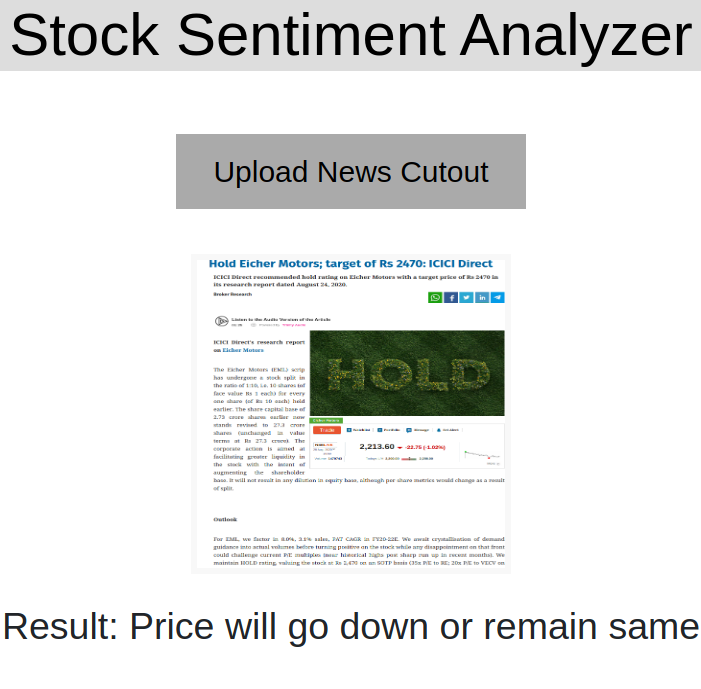 Stock Sentiment Analyzer
Upload News Cutout
Hold Eicher Motors; target of Rs 2470: ICICI Direct
ICICI Direct recommended hold rating on Eicher Motors with a target price of Rs 2470 in
its research report dated August 24, 2020.
Broker Research
Listen to the Audio Version of the Article
ICICI Direct's research report
on Eicher Motors
HOLD
The Eicher Motors (EML) scrip
has undergone a stock split in
the ratio of 1:10, i.e. 10 shares (of
face value Rs 1 each) for every
one share (of Rs 10 each) held
earlier. The share capital base of
2.73 crore shares earlier now
stands revised to 27.3 crore
shares (unchanged in value
terms at Rs 27.3 crore). The
corporate action is aimed at
facilitating greater liquidity in
the stock with the intent of
augmenting the shareholder
base. It will not result in any dilution in equity base, although per share metrics would change as a result
of split.
Eicher Motors
Trade
2,213.60 -22.75 (-1.02%)
Outlook
For EML, we factor in 8.0%, 3.1% sales, PAT CAGR in FY20-22E. We await crystallisation of demand
guidance into actual volumes before turning positive on the stock while any disappointment on that front
could challenge current P/E multiples (near historical highs post sharp run up in recent months). We
maintain HOLD rating, valuing the stock at Rs 2,470 on an SOTP basis (35x P/E to RE; 20x P/E to VECV on
Result: Price will go down or remain same